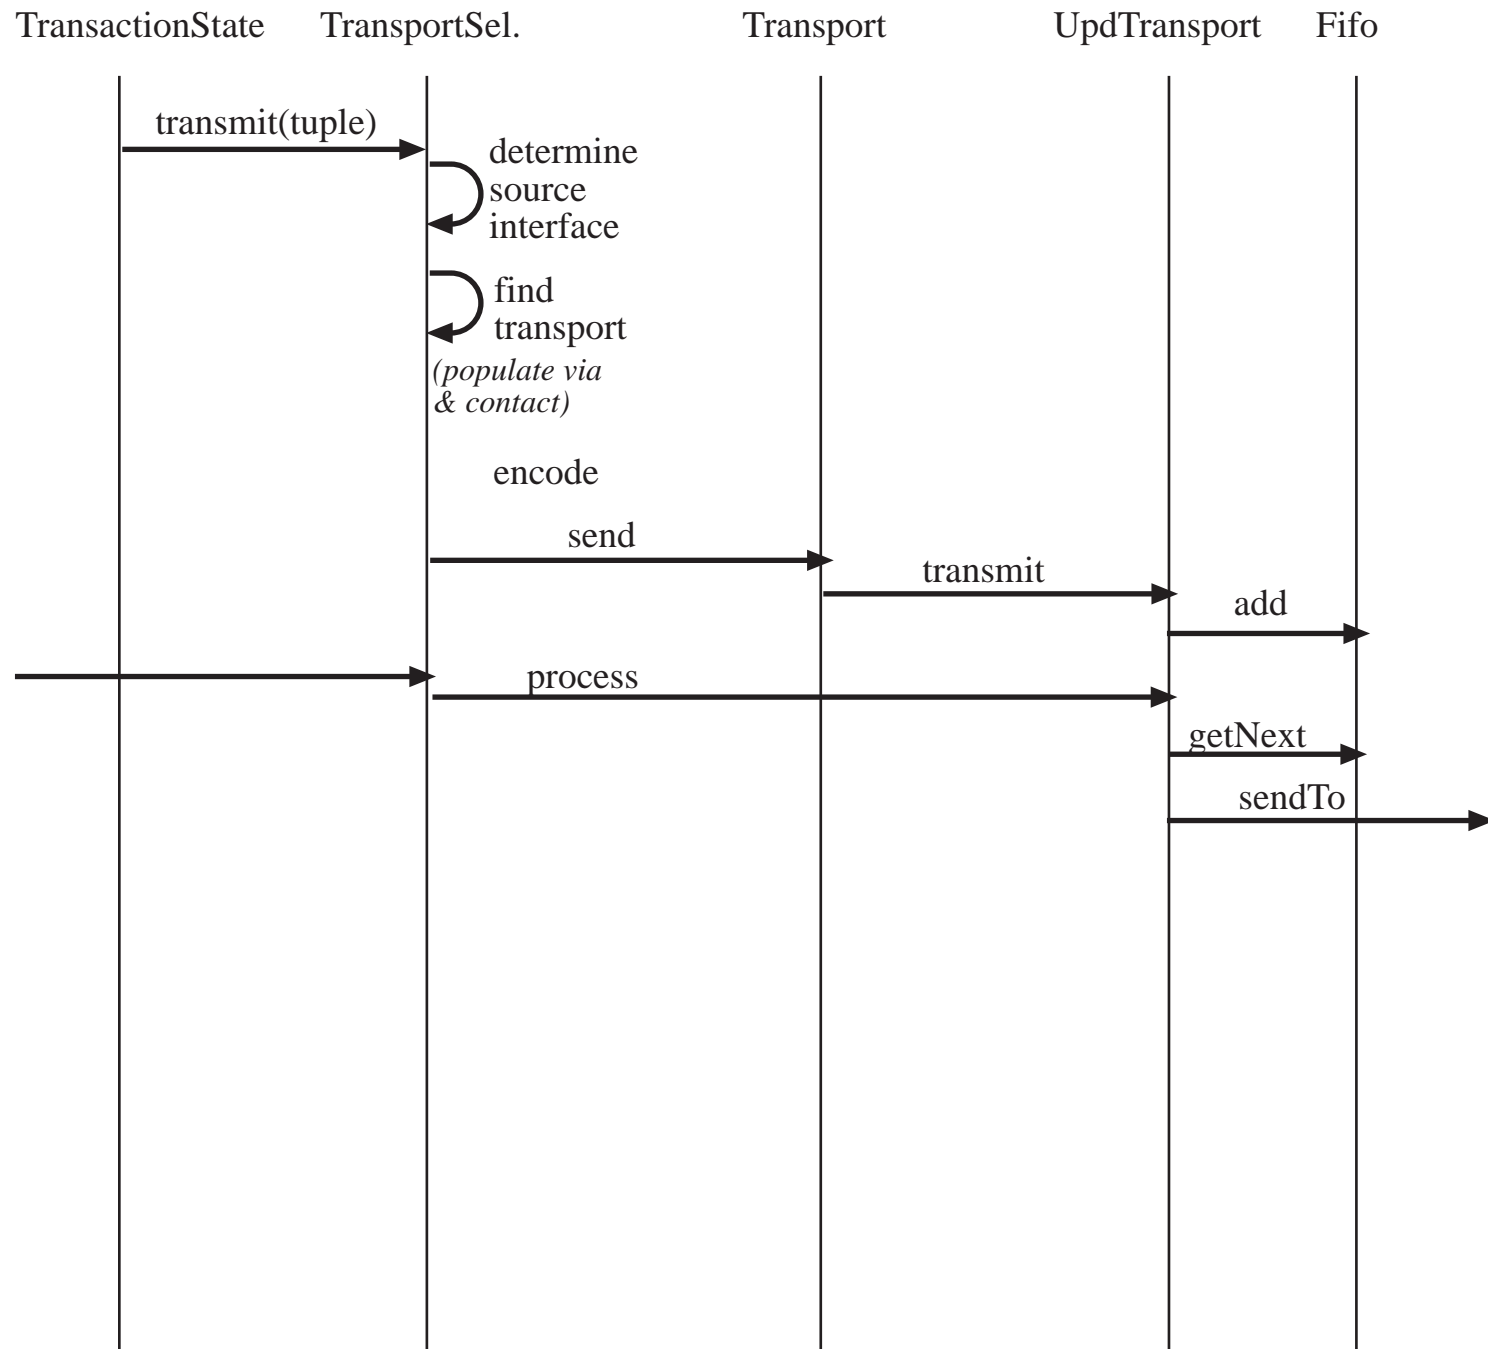 TransactionState TransportSel. Transport UpdTransport Fifo
transmit(tuple)
determine
source
interface
find
transport
(populate via
& contact)
encode
send
transmit
add
process
getNext
sendTo